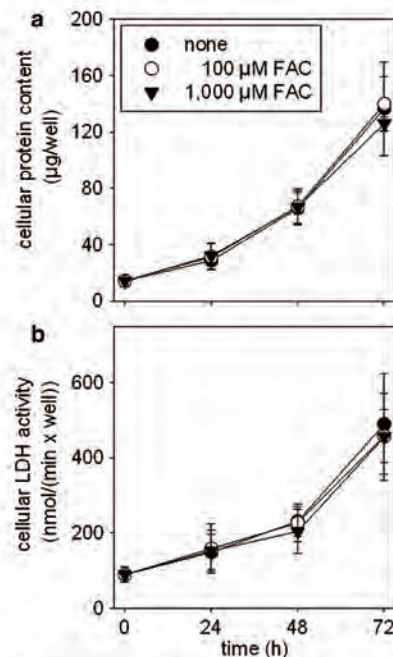 a
none
100 µM FAC
1,000 µM FAC
cellular protein content
(µg/well)
200
160
120
80
40
0
b
cellular LDH activity
(nmol/(min x well))
600
400
200
0
0 24 48 72
time (h)